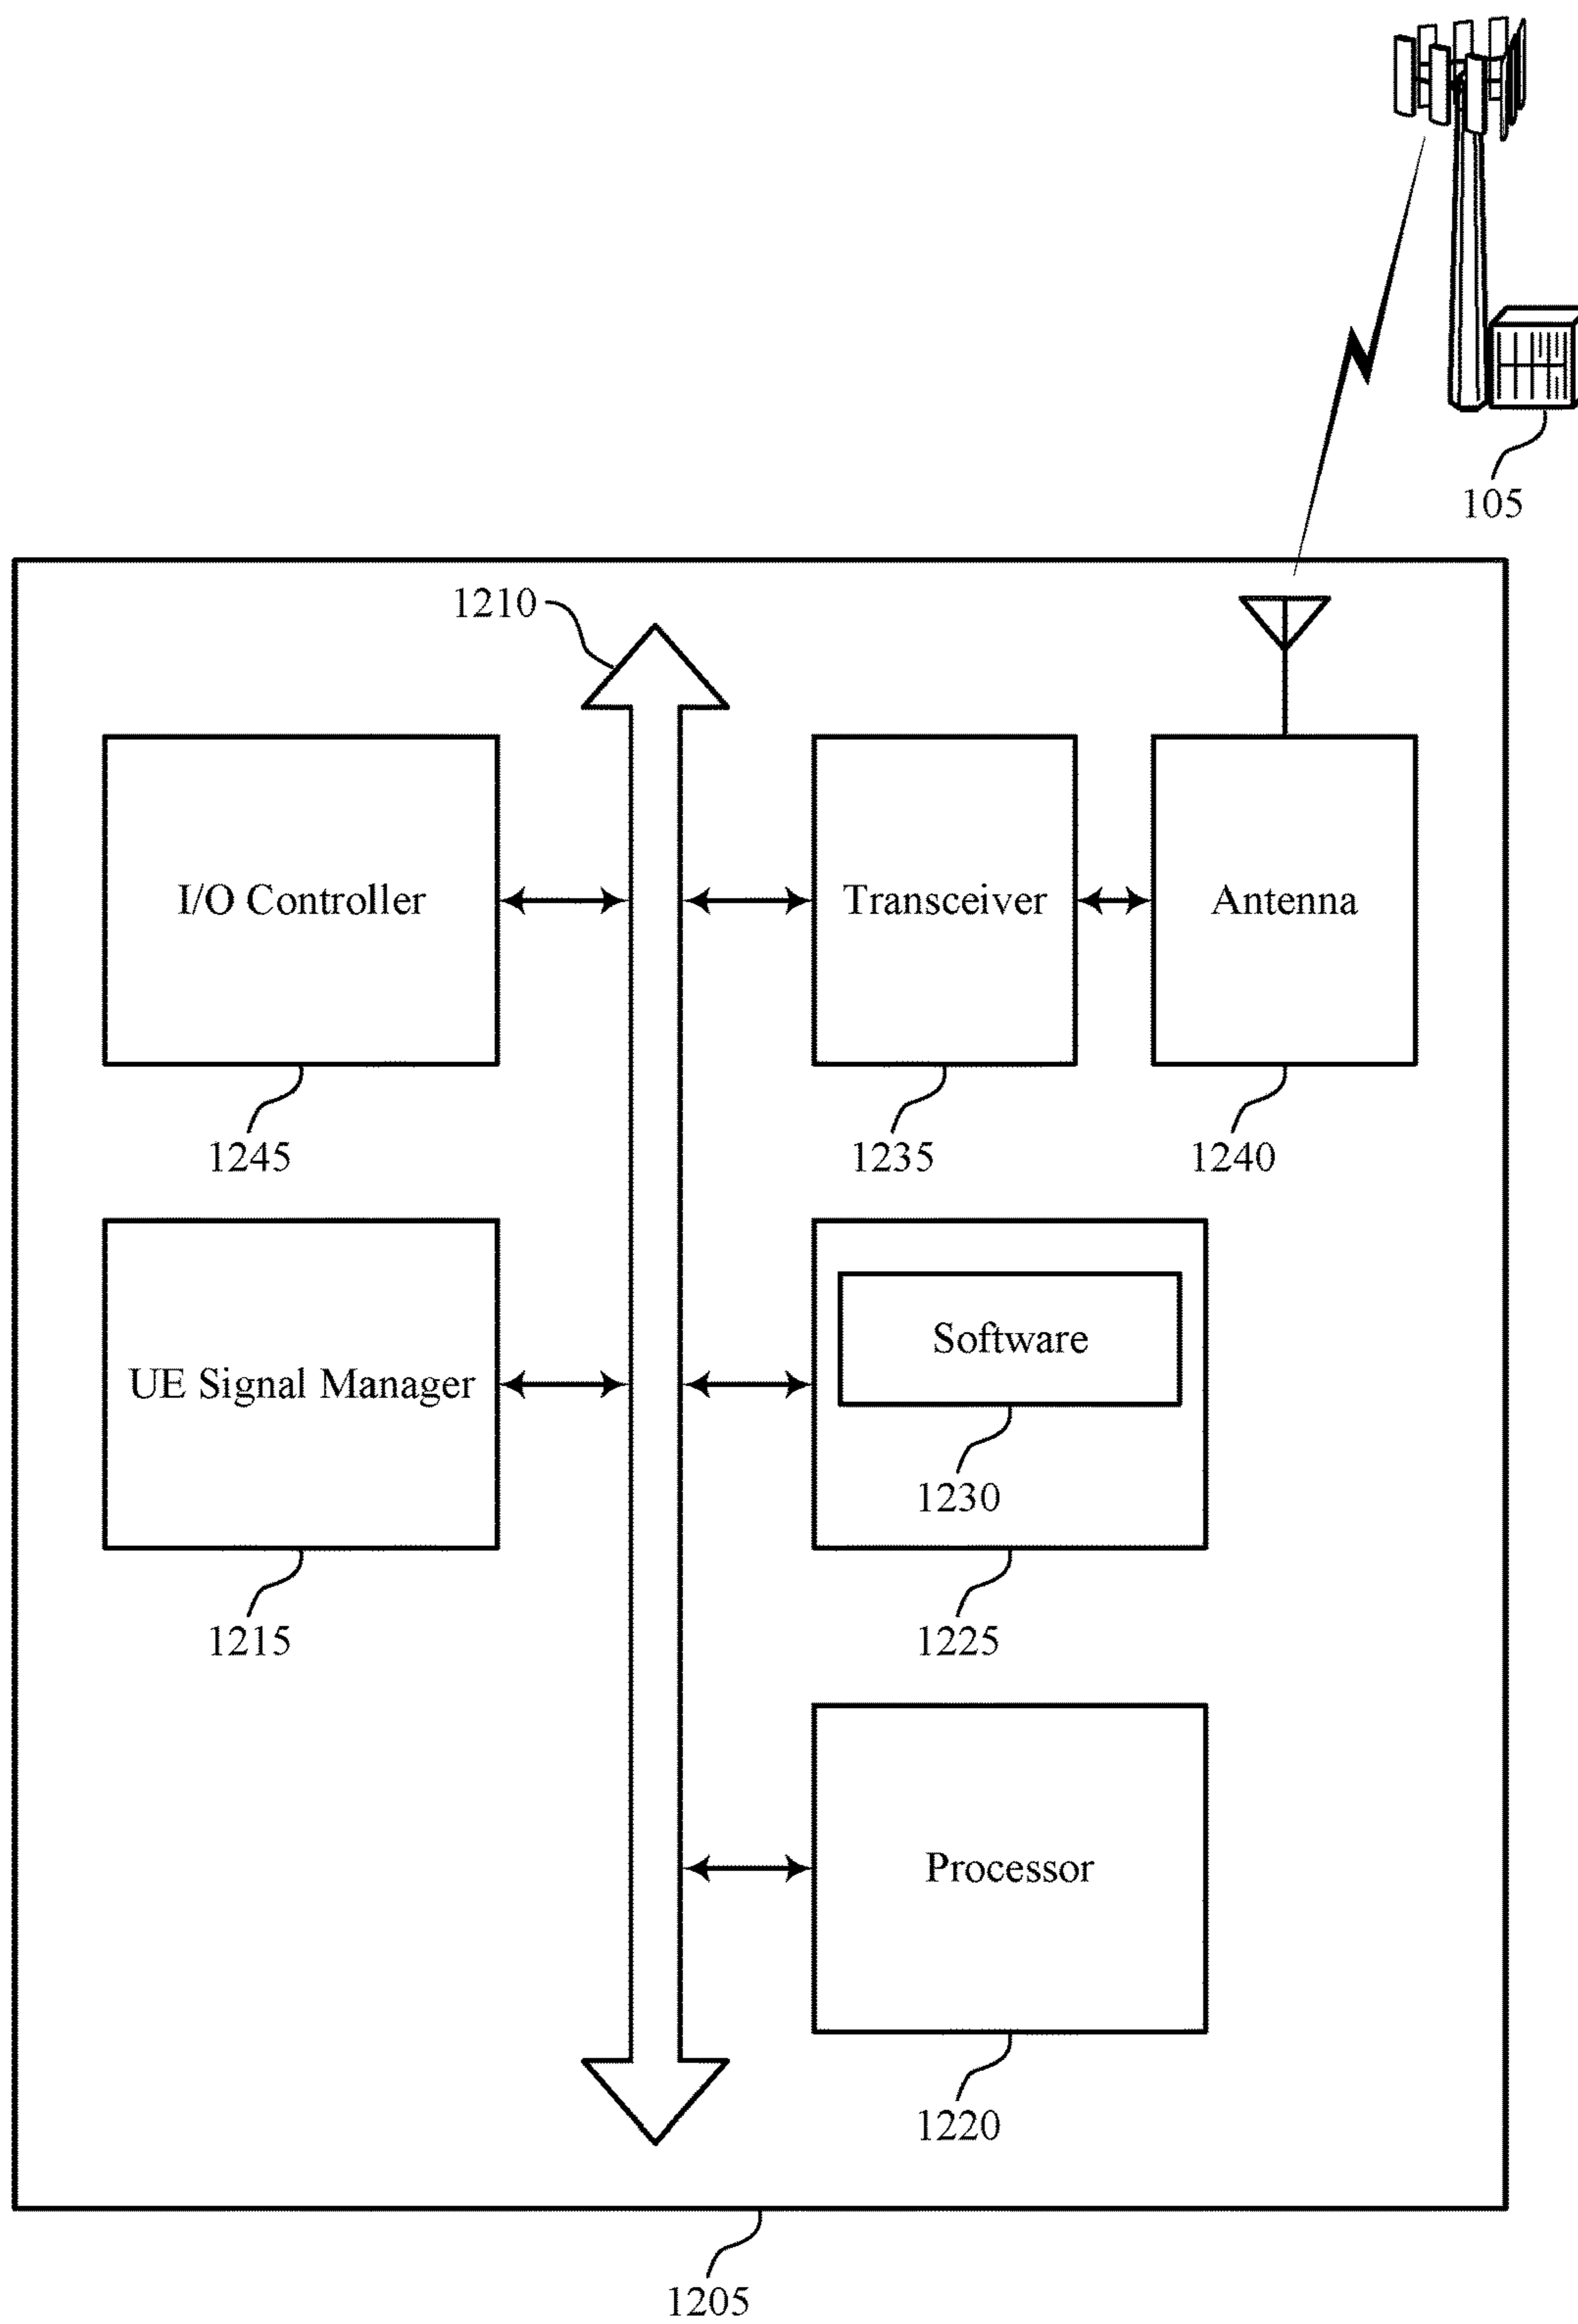 105
1210
I/O Controller
Transceiver
Antenna
1245
1235
1240
UE Signal Manager
Software
1230
1215
1225
Processor
1220
1205